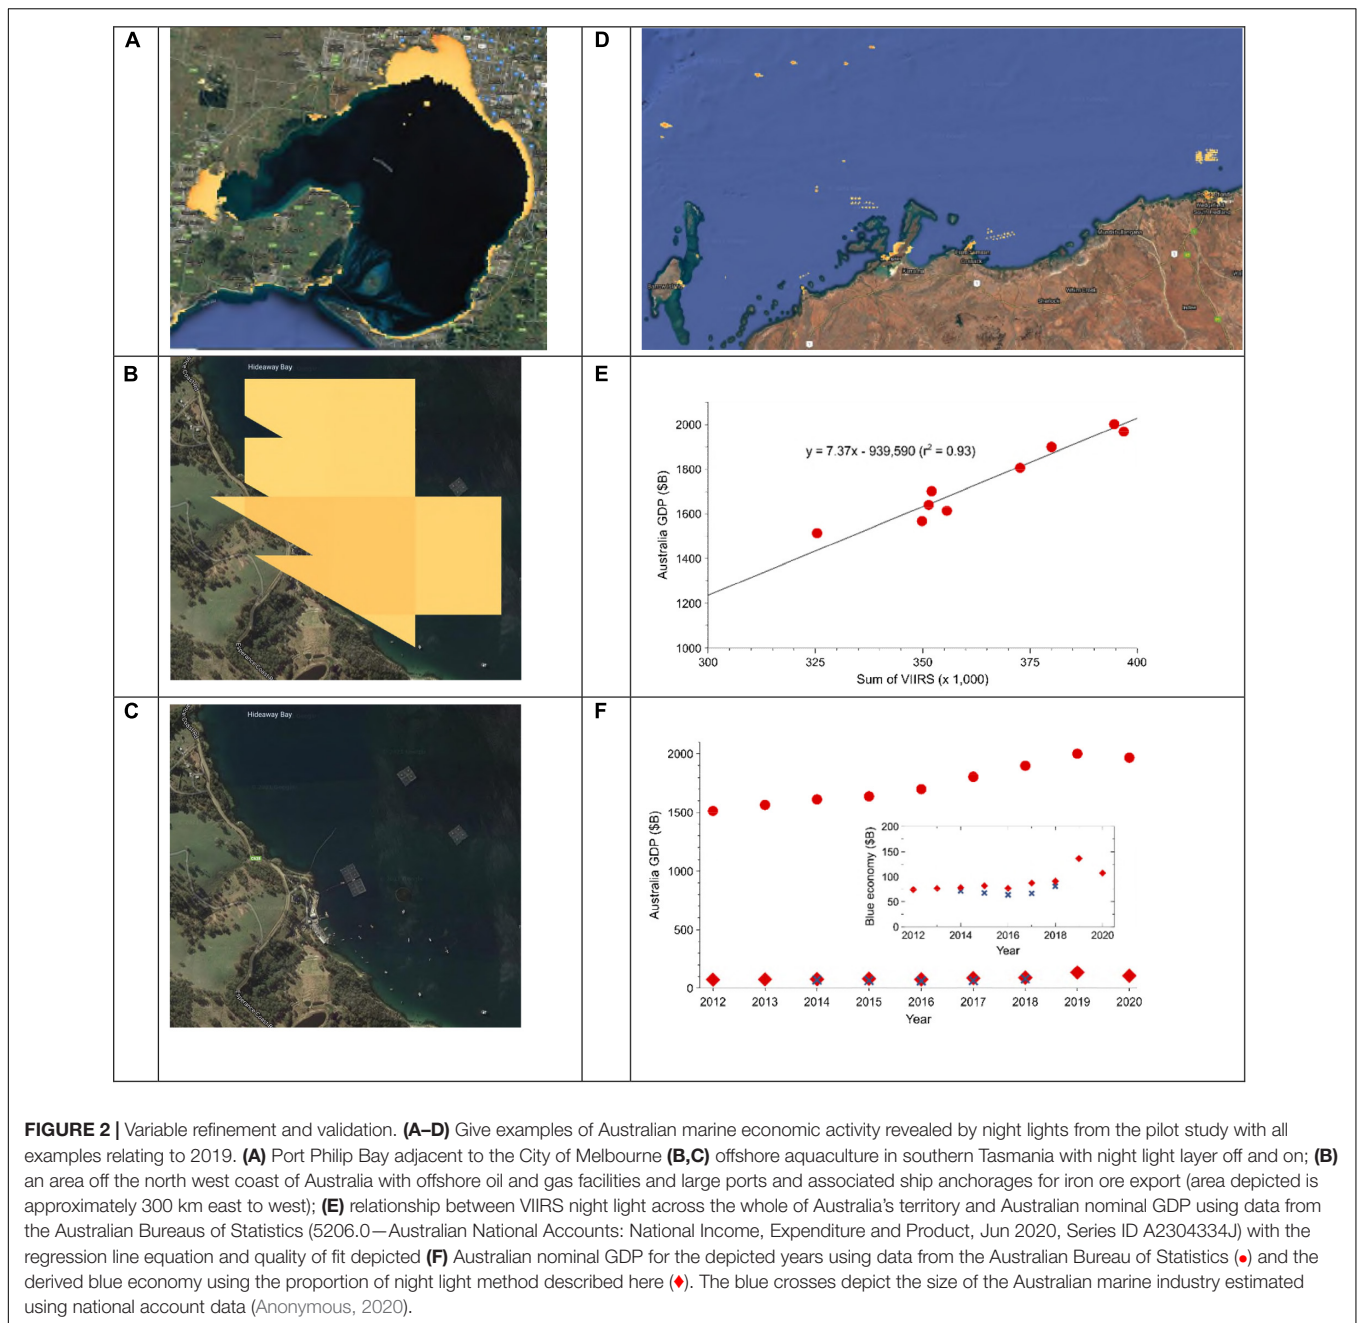 A
D
B
Hideaway Bay
E
2000
y = 7.37x - 939,590 (r² = 0.93)
1800
1600
1400
1200
1000
Australia GDP ($B)
300 325 350 375 400
Sum of VIIRS (x 1,000)
C
Hideaway Bay
F
2000
1500
1000
500
0
Australia GDP ($B)
200
150
100
50
0
Blue economy ($B)
2012 2014 2016 2018 2020
Year
2012 2013 2014 2015 2016 2017 2018 2019 2020
Year
FIGURE 2 | Variable refinement and validation. (A–D) Give examples of Australian marine economic activity revealed by night lights from the pilot study with all
examples relating to 2019. (A) Port Philip Bay adjacent to the City of Melbourne (B,C) offshore aquaculture in southern Tasmania with night light layer off and on; (B)
an area off the north west coast of Australia with offshore oil and gas facilities and large ports and associated ship anchorages for iron ore export (area depicted is
approximately 300 km east to west); (E) relationship between VIIRS night light across the whole of Australia's territory and Australian nominal GDP using data from
the Australian Bureaus of Statistics (5206.0—Australian National Accounts: National Income, Expenditure and Product, Jun 2020, Series ID A2304334J) with the
regression line equation and quality of fit depicted (F) Australian nominal GDP for the depicted years using data from the Australian Bureau of Statistics (●) and the
derived blue economy using the proportion of night light method described here (♦). The blue crosses depict the size of the Australian marine industry estimated
using national account data (Anonymous, 2020).